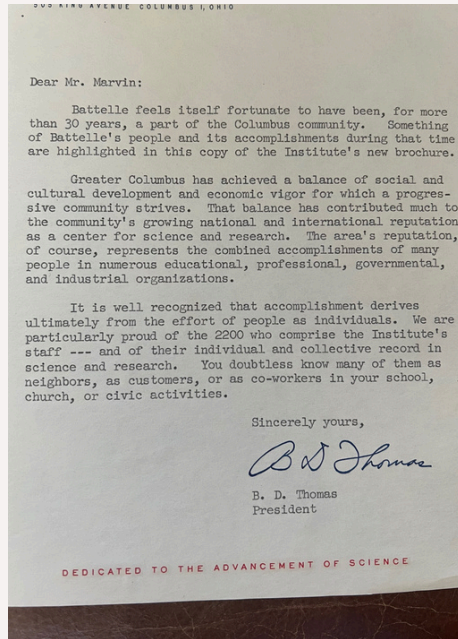 505 KING AVENUE COLUMBUS 1, OHIO
Dear Mr. Marvin:
Battelle feels itself fortunate to have been, for more
than 30 years, a part of the Columbus community. Something
of Battelle's people and its accomplishments during that time
are highlighted in this copy of the Institute's new brochure.
Greater Columbus has achieved a balance of social and
cultural development and economic vigor for which a progres-
sive community strives. That balance has contributed much to
the community's growing national and international reputation
as a center for science and research. The area's reputation,
of course, represents the combined accomplishments of many
people in numerous educational, professional, governmental,
and industrial organizations.
It is well recognized that accomplishment derives
ultimately from the effort of people as individuals. We are
particularly proud of the 2200 who comprise the Institute's
staff --- and of their individual and collective record in
science and research. You doubtless know many of them as
neighbors, as customers, or as co-workers in your school,
church, or civic activities.
Sincerely yours,
B D Thomas
B. D. Thomas
President
DEDICATED TO THE ADVANCEMENT OF SCIENCE